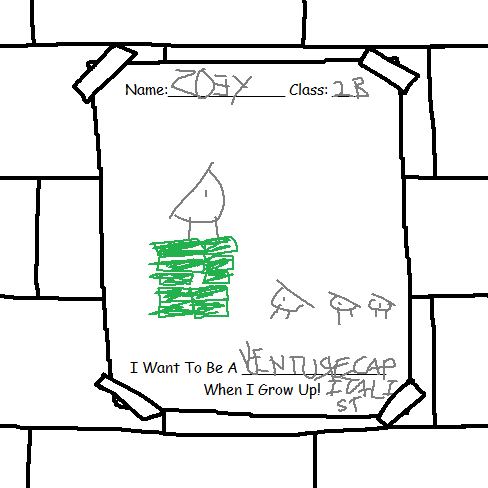 Name: ZOEY Class: 2B
I Want To Be A VENTURECAP
ITALI
ST
When I Grow Up!